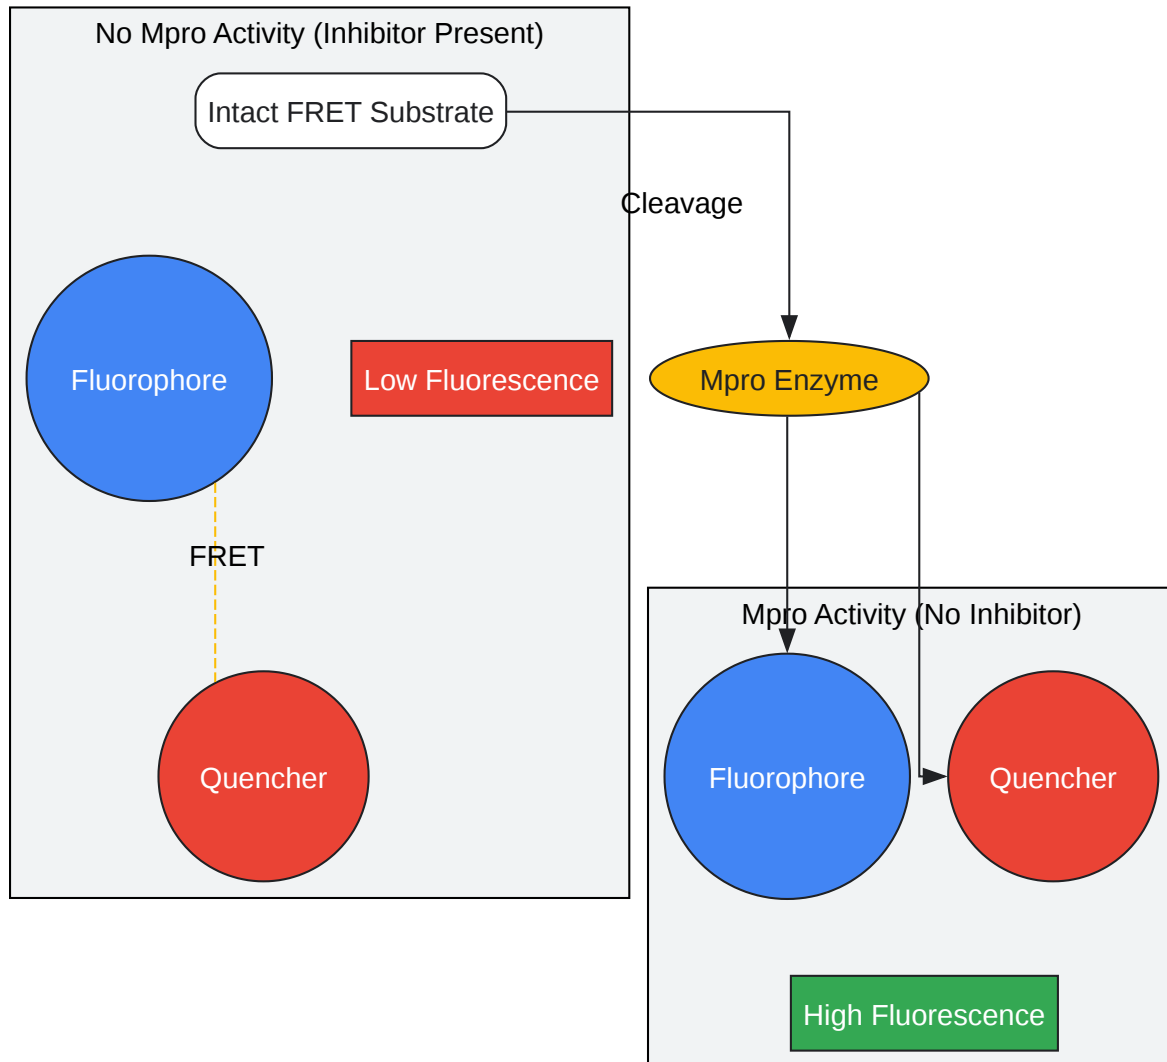 No Mpro Activity (Inhibitor Present)
Intact FRET Substrate
Cleavage
Fluorophore
Low Fluorescence
Mpro Enzyme
FRET
Quencher
Mpro Activity (No Inhibitor)
Fluorophore
Quencher
High Fluorescence